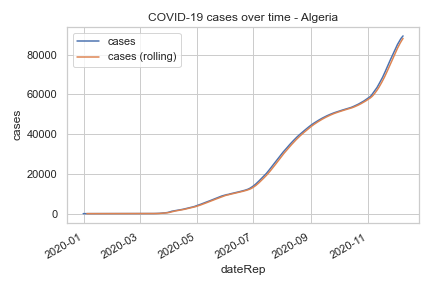 COVID-19 cases over time - Algeria
cases
cases (rolling)
80000
60000
40000
20000
0
cases
2020-01
2020-03
2020-05
2020-07
2020-09
2020-11
dateRep